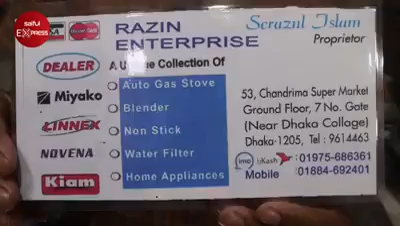 saful
EXpress
RAZIN
ENTERPRISE
Serazul Islam
Proprietor
DEALER
Miyako
LINNEX
NOVENA
Kiam
A Unique Collection Of
Auto Gas Stove
Blender
Non Stick
Water Filter
Home Appliances
53, Chandrima Super Market
Ground Floor, 7 No. Gate
(Near Dhaka Collage)
Dhaka-1205, Tel : 9614463
imo bKash : 01975-686361
Mobile : 01884-692401